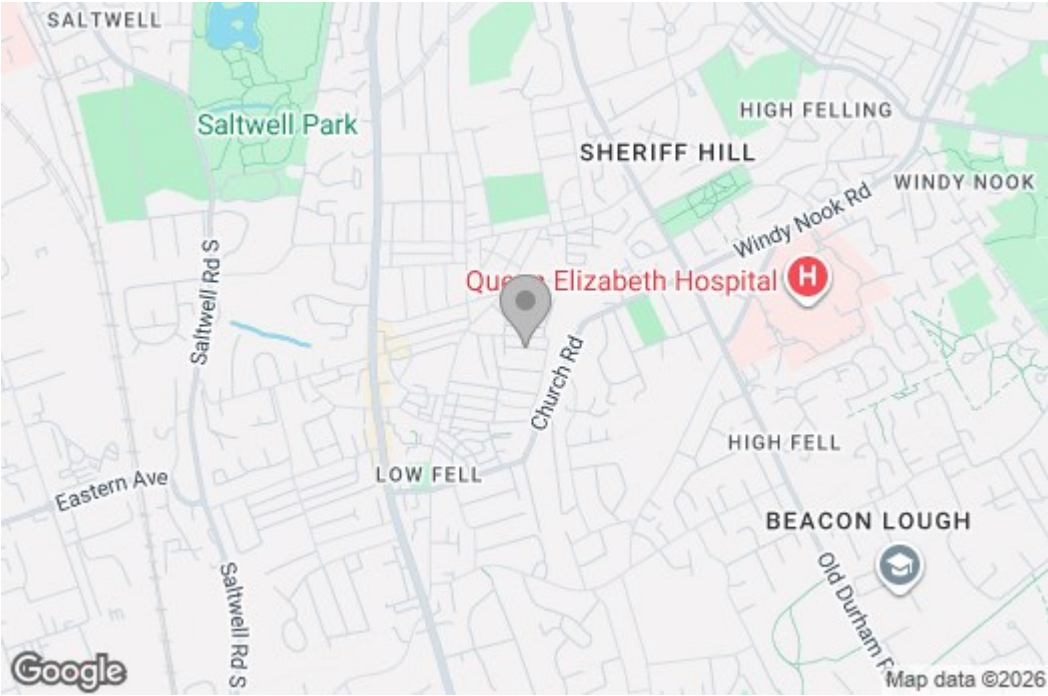 SALTWELL
Saltwell Park
HIGH FELLING
SHERIFF HILL
WINDY NOOK
Windy Nook Rd
Saltwell Rd S
Elizabeth Hospital
H
Church Rd
HIGH FELL
LOW FELL
Eastern Ave
BEACON LOUGH
Old Durham
Saltwell Rd S
Google
Map data ©2026